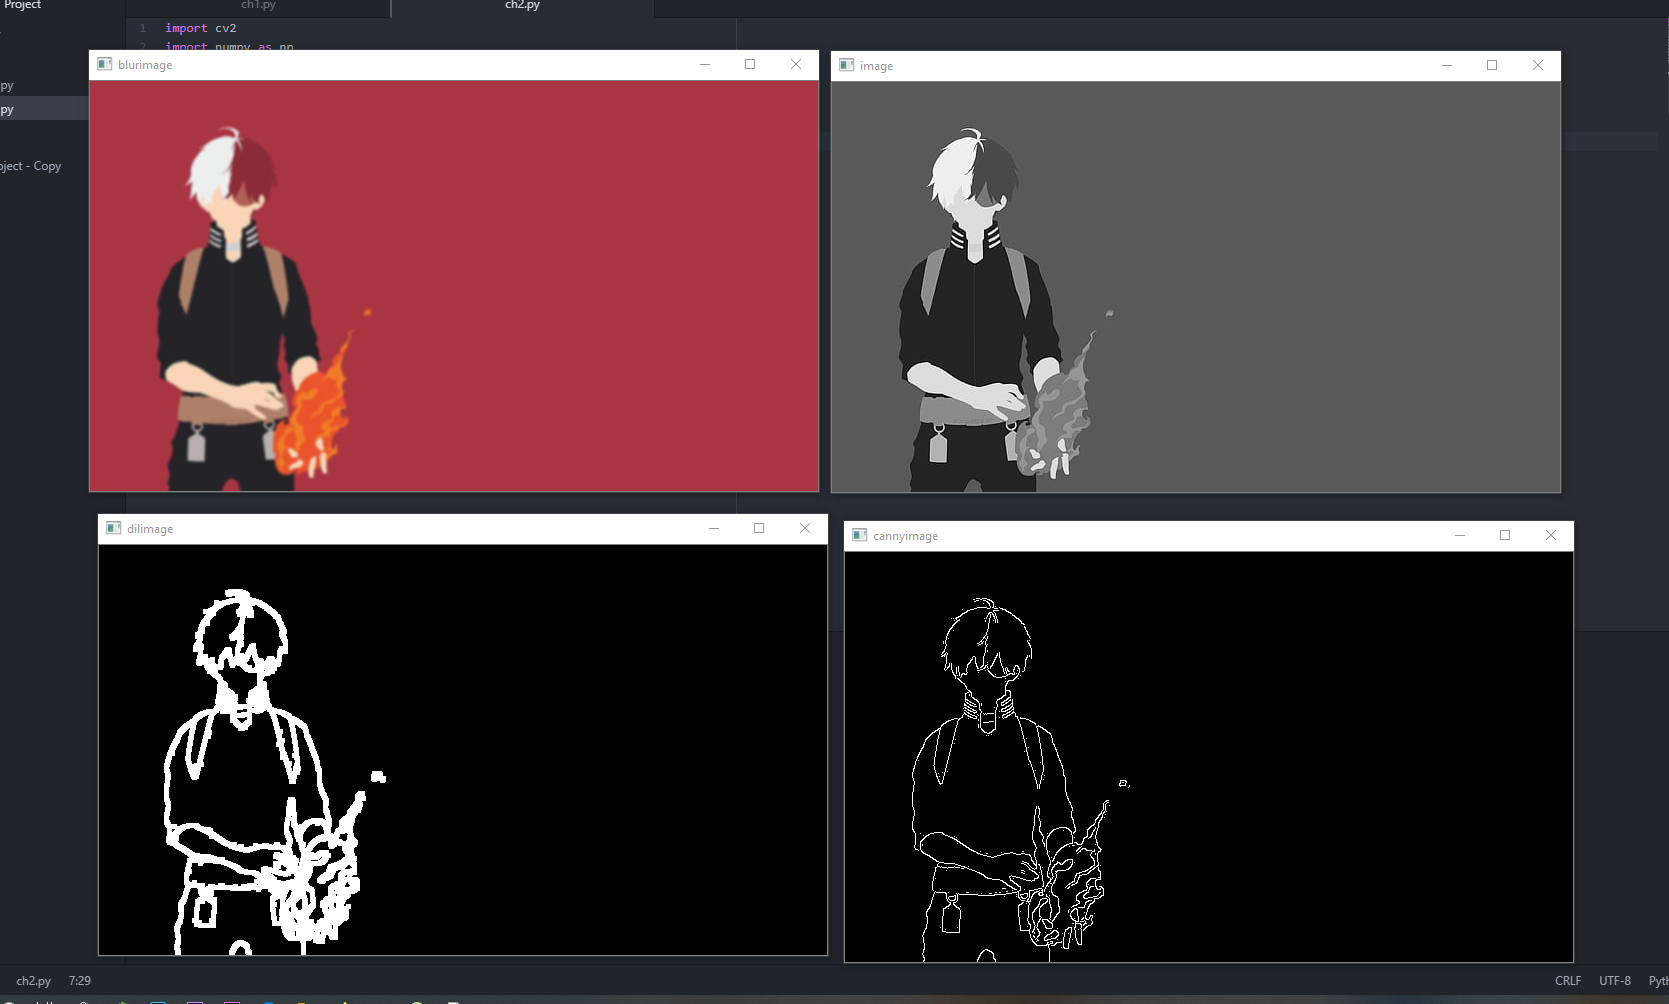 Project
ch1.py
ch2.py
1 import cv2
2 import numpy as np
py
py
oject - Copy
blurimage
image
dilimage
cannyimage
ch2.py 7:29
CRLF UTF-8 Pyth